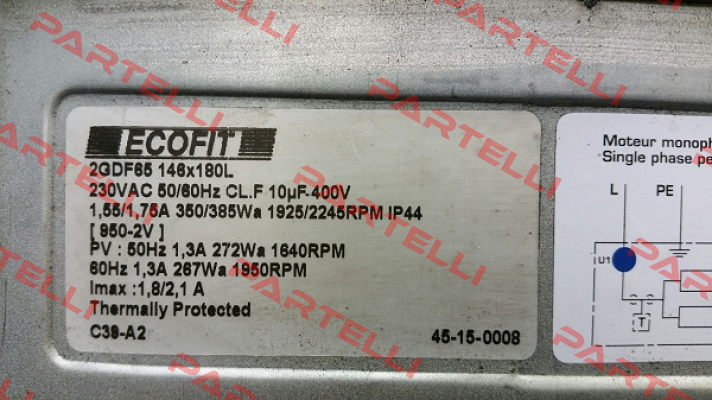 ECOFIT
2GDF65 146x180L
230VAC 50/60Hz CL.F 10µF-400V
1,55/1,75A 350/385Wa 1925/2245RPM IP44
[ 950-2V ]
PV : 50Hz 1,3A 272Wa 1640RPM
60Hz 1,3A 267Wa 1950RPM
Imax :1,8/2,1 A
Thermally Protected
C39-A2 45-15-0008
Moteur monoph
Single phase pe
L PE
U1
T
PARTELLI
PARTELLI
PARTELLI
PARTELLI
PARTELLI
PARTELLI